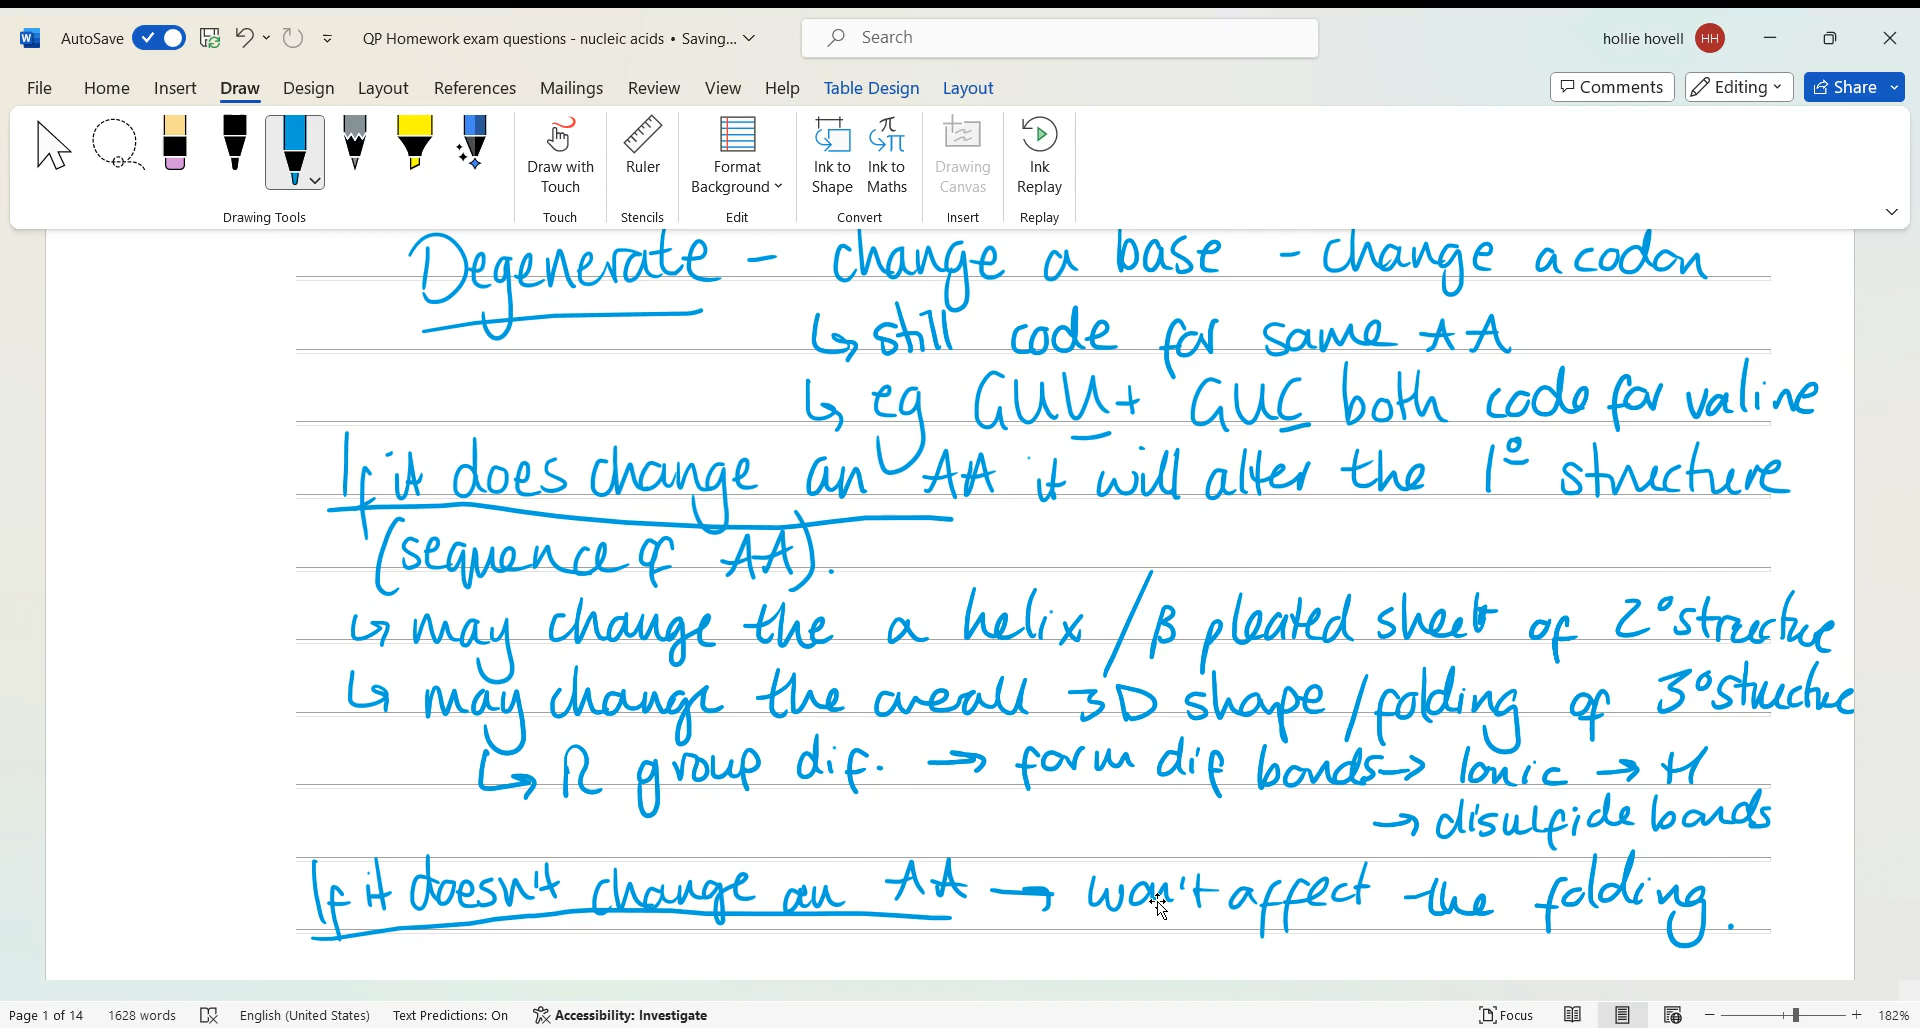 AutoSave
QP Homework exam questions - nucleic acids • Saving...
Search
hollie hovell
HH
File Home Insert Draw Design Layout References Mailings Review View Help Table Design Layout
Comments Editing Share
Draw with Touch
Ruler
Format Background
Ink to Shape
Ink to Maths
Drawing Canvas
Ink Replay
Drawing Tools Touch Stencils Edit Convert Insert Replay
Degenerate - change a base - change a codon
↳ still code for same AA
↳ eg GUU + GUC both code for valine
If it does change an AA it will alter the 1° structure
(sequence of AA).
↳ may change the a helix / β pleated sheet of 2° structure
↳ may change the overall 3D shape / folding of 3° structure
↳ R group dif. → form dif bonds → Ionic → H
→ disulfide bonds
If it doesn't change an AA → won't affect the folding.
Page 1 of 14 1628 words English (United States) Text Predictions: On Accessibility: Investigate Focus 182%